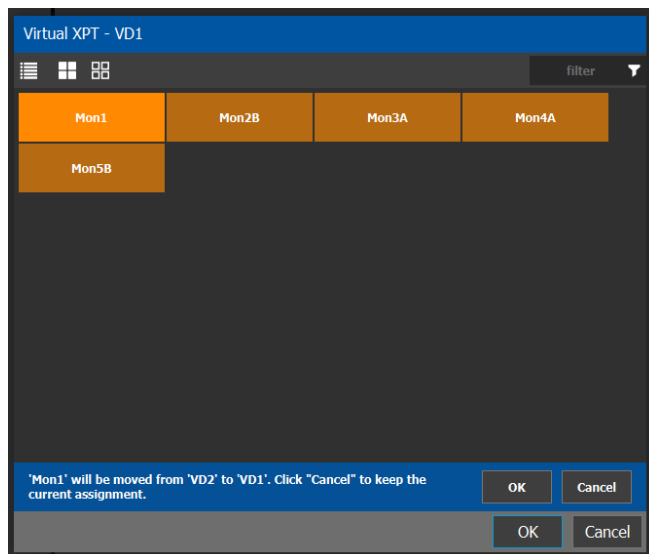 Virtual XPT - VD1
filter
Mon1
Mon2B
Mon3A
Mon4A
Mon5B
'Mon1' will be moved from 'VD2' to 'VD1'. Click "Cancel" to keep the
current assignment.
OK
Cancel
OK
Cancel